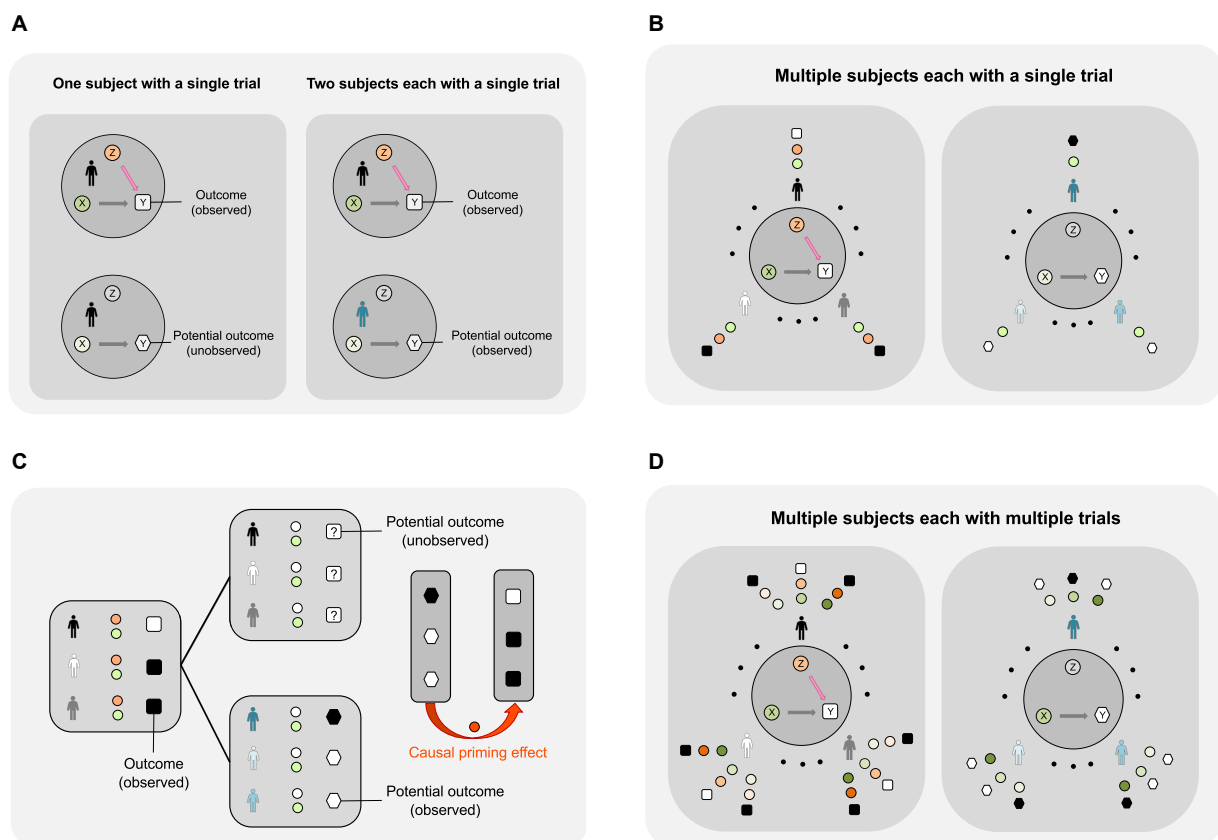 A
One subject with a single trial
Two subjects each with a single trial
Z
X
Y
Outcome
(observed)
Z
X
Y
Outcome
(observed)
Z
X
Y
Potential outcome
(unobserved)
Z
X
Y
Potential outcome
(observed)
B
Multiple subjects each with a single trial
Z
X
Y
Z
X
Y
C
?
?
?
Potential outcome
(unobserved)
Outcome
(observed)
Causal priming effect
Potential outcome
(observed)
D
Multiple subjects each with multiple trials
Z
X
Y
Z
X
Y